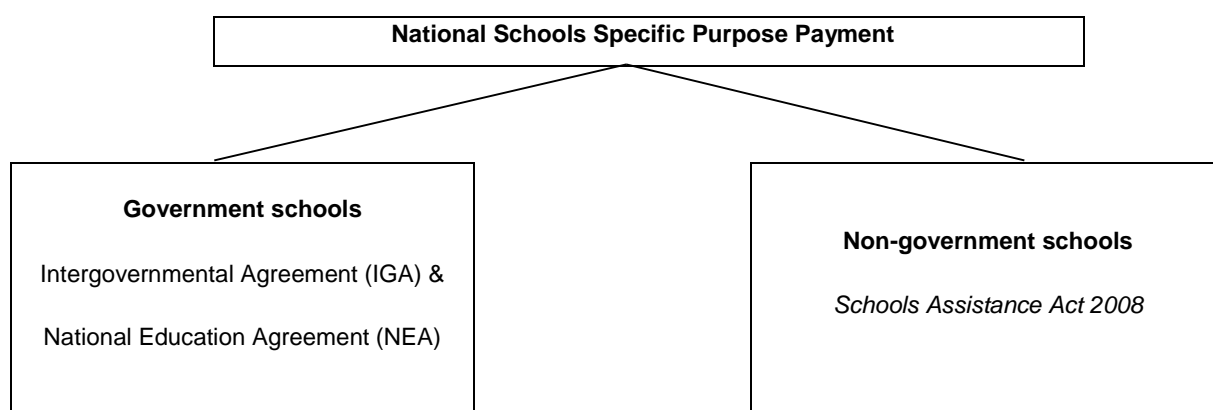 National Schools Specific Purpose Payment
Government schools
Intergovernmental Agreement (IGA) &
National Education Agreement (NEA)
Non-government schools
Schools Assistance Act 2008